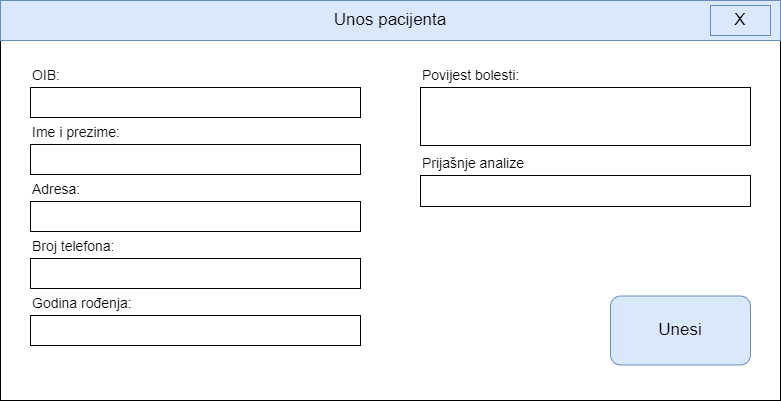 Unos pacijenta
X
OIB:
Ime i prezime:
Adresa:
Broj telefona:
Godina rođenja:
Povijest bolesti:
Prijašnje analize
Unesi